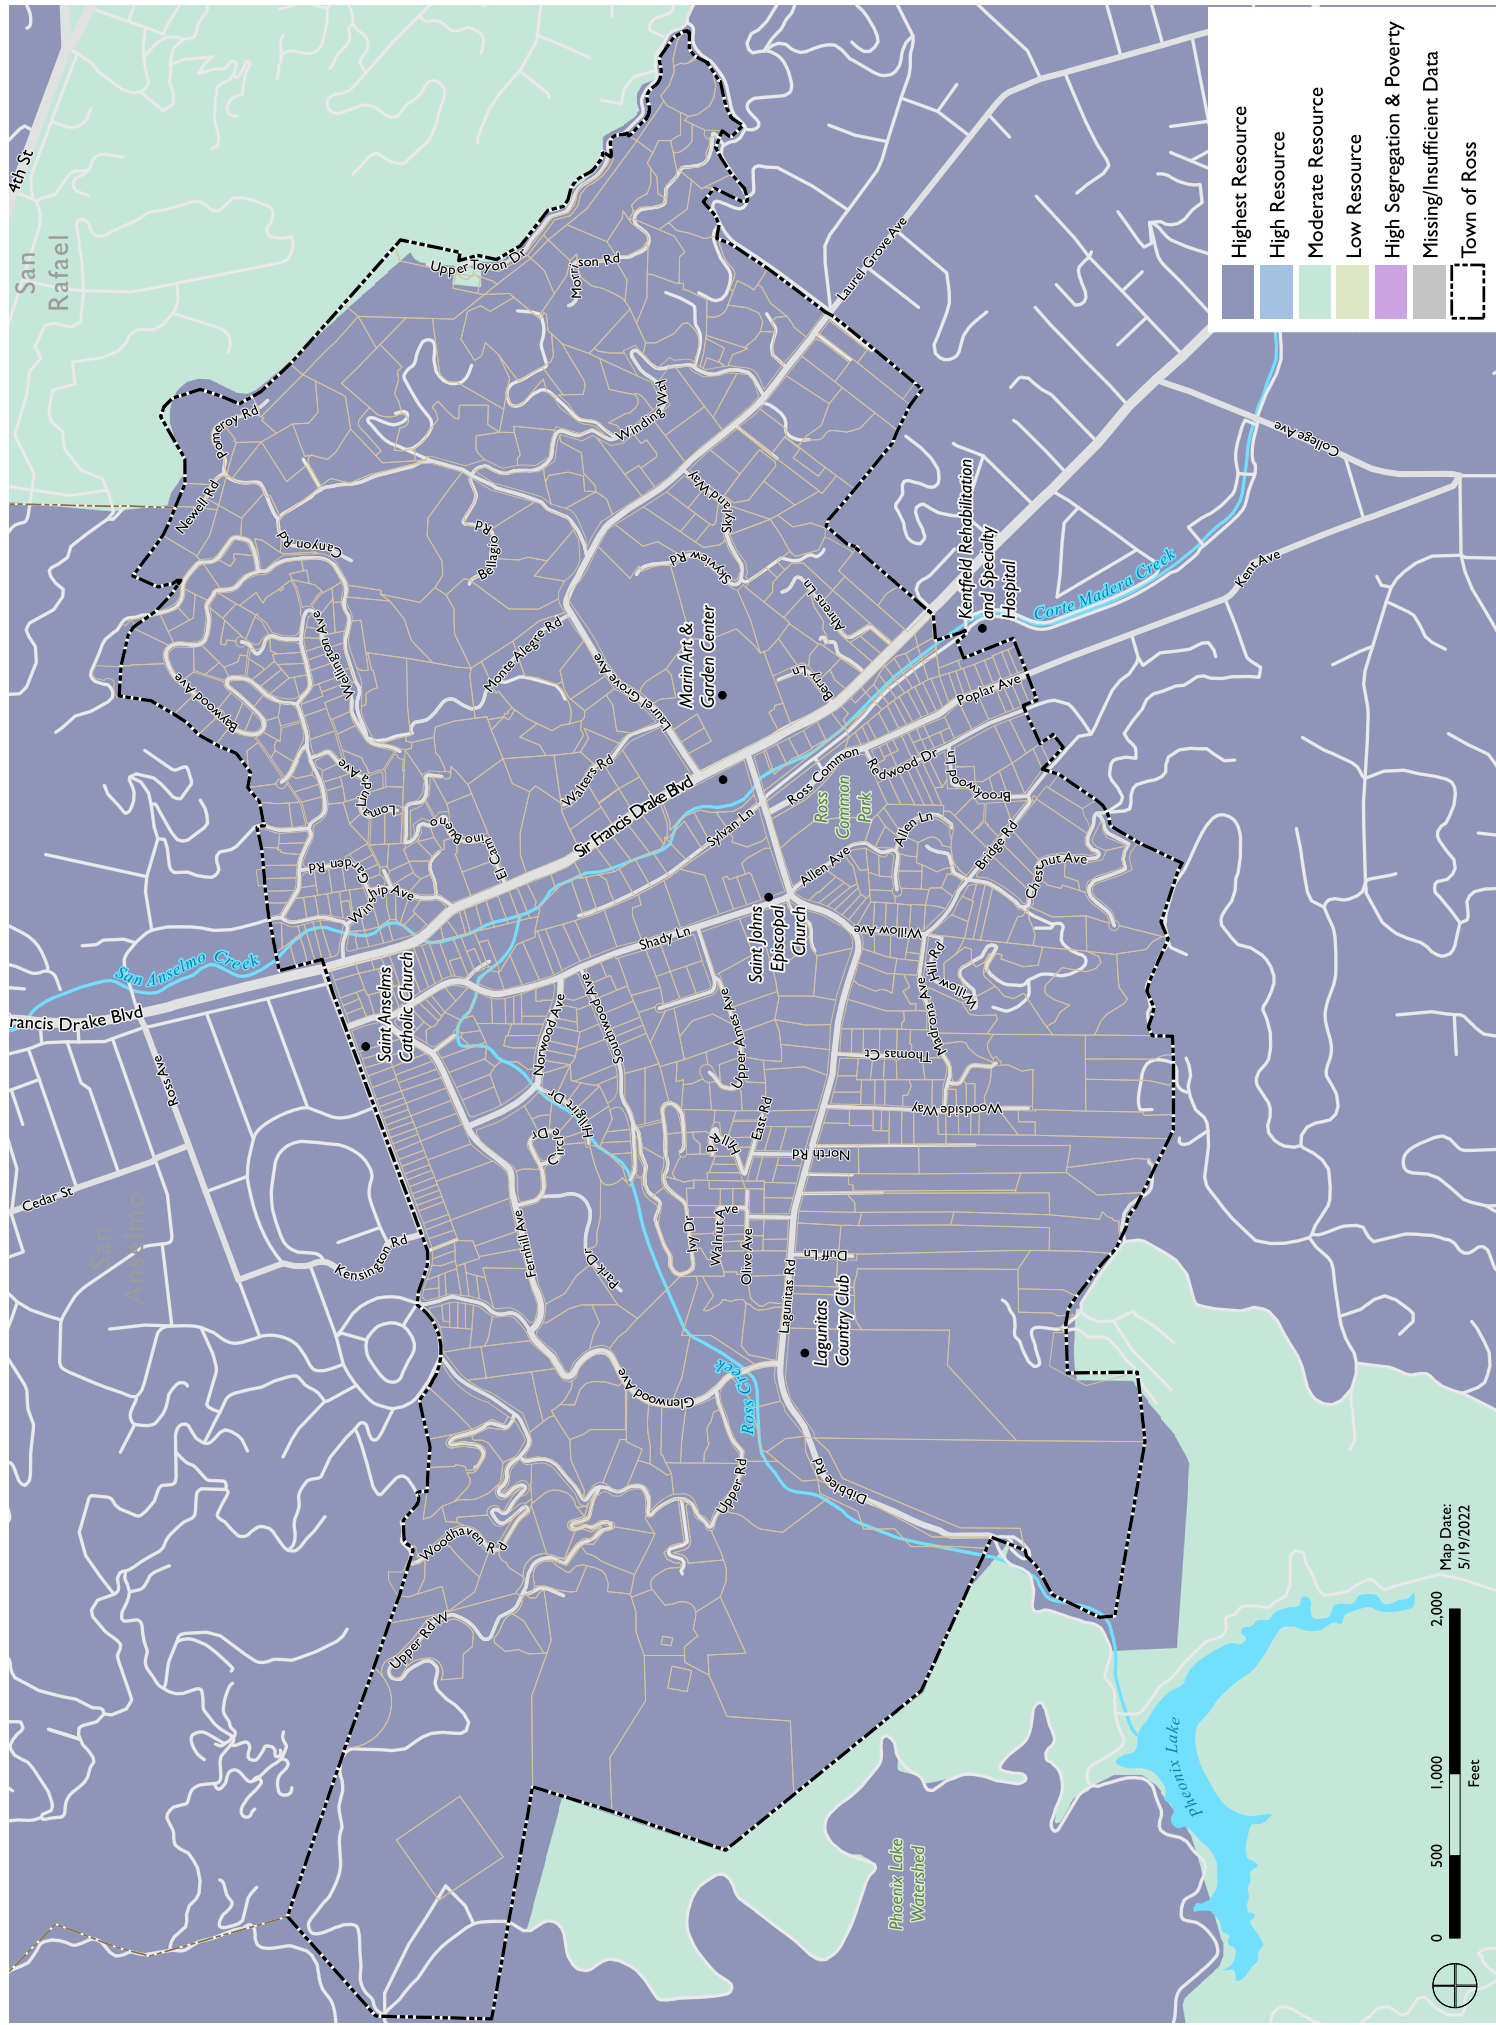 4th St
San
Rafael
Upper Toyon Dr
Morrison Rd
Laurel Grove Ave
Pomeroy Rd
Newell Rd
Canyon Rd
Winding Way
Skyland Way
Bellagio Rd
Skyview Rd
Ahrens Ln
Berry Ln
Monte Alegre Rd
Laurel Grove Ave
Marin Art &
Garden Center
Kentfield Rehabilitation
and Specialty
Hospital
Corte Madera Creek
College Ave
Kent Ave
Wellington Ave
Baywood Ave
Walters Rd
Loma Linda Ave
El Camino Bueno
Garden Rd
Winship Ave
Sir Francis Drake Blvd
San Anselmo Creek
rancis Drake Blvd
Saint Anselms
Catholic Church
Ross Ave
Cedar St
San
Anselmo
Kensington Rd
Sylvan Ln
Ross Common
Ross
Common
Park
Poplar Ave
Redwood Dr
Brookwood Ln
Allen Ave
Allen Ln
Bridge Rd
Chestnut Ave
Shady Ln
Saint Johns
Episcopal
Church
Willow Ave
Willow Hill Rd
Madrona Ave
Norwood Ave
Southwood Ave
Upper Ames Ave
Thomas Ct
Woodside Way
Hillgirt Dr
Circle Dr
Hill Rd
East Rd
North Rd
Fernhill Ave
Park Dr
Ivy Dr
Walnut Ave
Olive Ave
Duff Ln
Lagunitas Rd
Lagunitas
Country Club
Glenwood Ave
Ross Creek
Upper Rd
Dibblee Rd
Woodhaven Rd
Upper Rd W
Phoenix Lake
Watershed
Pheonix Lake
Highest Resource
High Resource
Moderate Resource
Low Resource
High Segregation & Poverty
Missing/Insufficient Data
Town of Ross
Map Date:
5/19/2022
0 500 1,000 2,000
Feet